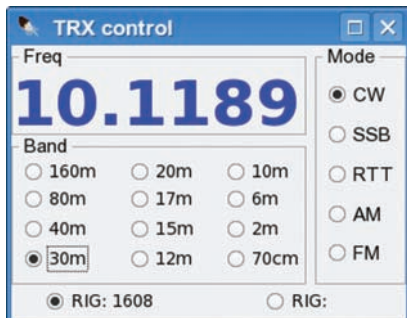 TRX control
Freq
10.1189
Band
160m 20m 10m
80m 17m 6m
40m 15m 2m
30m 12m 70cm
Mode
CW
SSB
RTT
AM
FM
RIG: 1608 RIG: